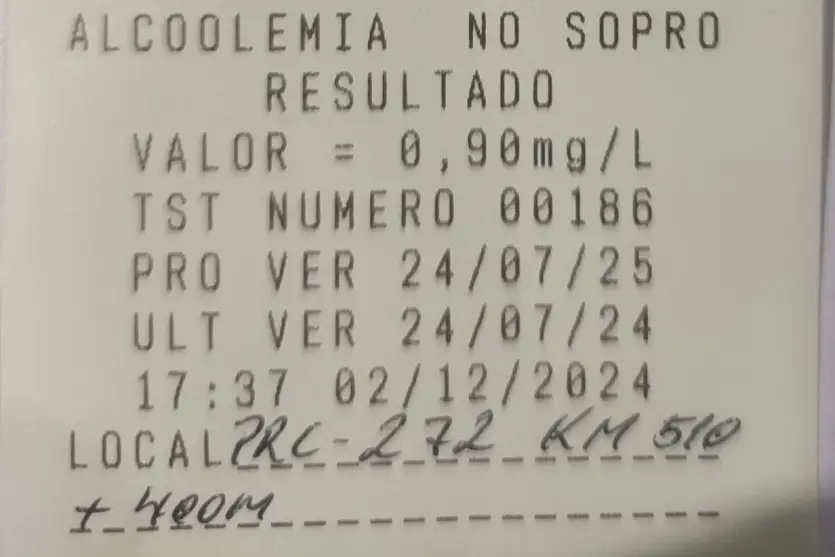 ALCOOLEMIA NO SOPRO
RESULTADO
VALOR = 0,90mg/L
TST NUMERO 00186
PRO VER 24/07/25
ULT VER 24/07/24
17:37 02/12/2024
LOCAL PRC-272 KM 510
+ 400M